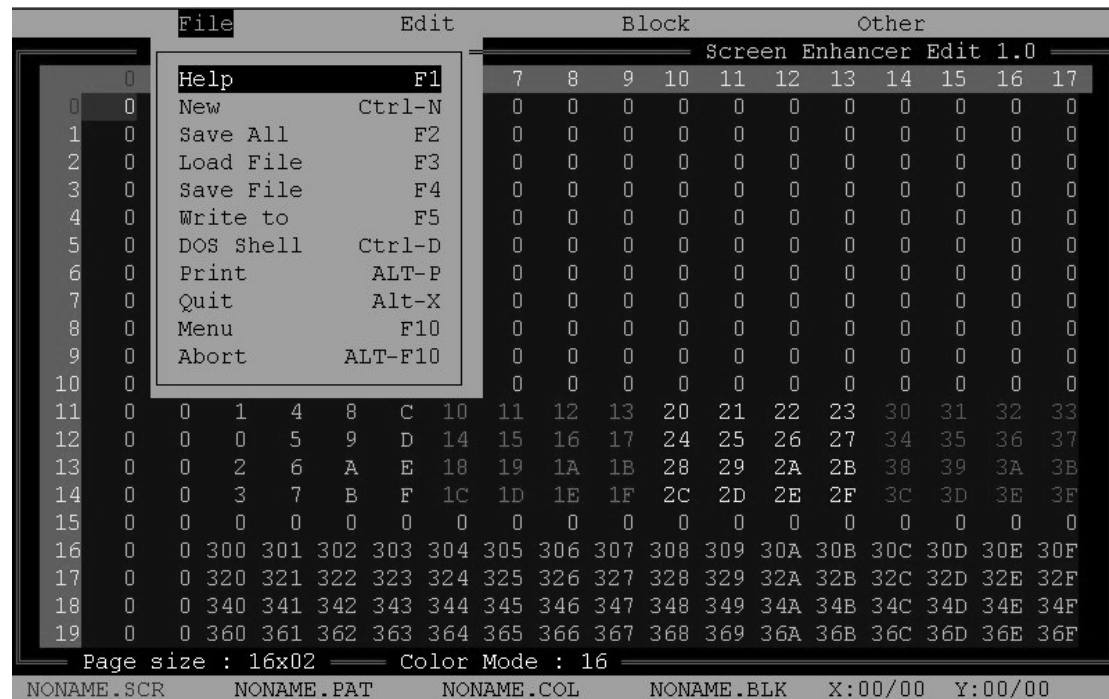 File Edit Block Other
Screen Enhancer Edit 1.0
0 7 8 9 10 11 12 13 14 15 16 17
Help F1
0 0 New Ctrl-N 0 0 0 0 0 0 0 0 0 0 0
1 0 Save All F2 0 0 0 0 0 0 0 0 0 0 0
2 0 Load File F3 0 0 0 0 0 0 0 0 0 0 0
3 0 Save File F4 0 0 0 0 0 0 0 0 0 0 0
4 0 Write to F5 0 0 0 0 0 0 0 0 0 0 0
5 0 DOS Shell Ctrl-D 0 0 0 0 0 0 0 0 0 0 0
6 0 Print ALT-P 0 0 0 0 0 0 0 0 0 0 0
7 0 Quit Alt-X 0 0 0 0 0 0 0 0 0 0 0
8 0 Menu F10 0 0 0 0 0 0 0 0 0 0 0
9 0 Abort ALT-F10 0 0 0 0 0 0 0 0 0 0 0
10 0 0 0 0 0 0 0 0 0 0 0 0
11 0 0 1 4 8 C 10 11 12 13 20 21 22 23 30 31 32 33
12 0 0 0 5 9 D 14 15 16 17 24 25 26 27 34 35 36 37
13 0 0 2 6 A E 18 19 1A 1B 28 29 2A 2B 38 39 3A 3B
14 0 0 3 7 B F 1C 1D 1E 1F 2C 2D 2E 2F 3C 3D 3E 3F
15 0 0 0 0 0 0 0 0 0 0 0 0 0 0 0 0 0 0
16 0 0 300 301 302 303 304 305 306 307 308 309 30A 30B 30C 30D 30E 30F
17 0 0 320 321 322 323 324 325 326 327 328 329 32A 32B 32C 32D 32E 32F
18 0 0 340 341 342 343 344 345 346 347 348 349 34A 34B 34C 34D 34E 34F
19 0 0 360 361 362 363 364 365 366 367 368 369 36A 36B 36C 36D 36E 36F
Page size : 16x02 Color Mode : 16
NONAME.SCR NONAME.PAT NONAME.COL NONAME.BLK X:00/00 Y:00/00